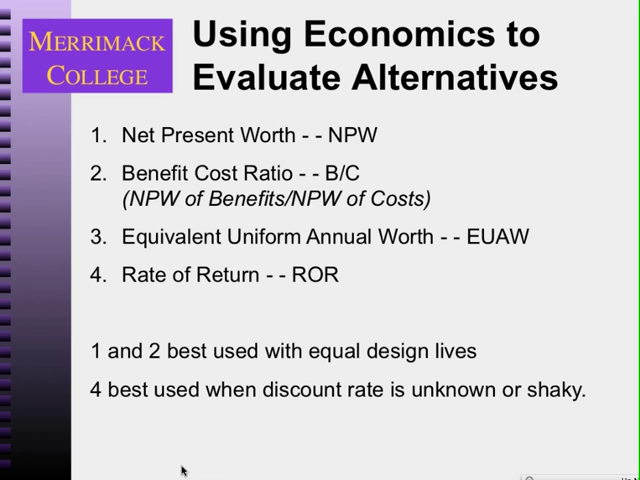 MERRIMACK
COLLEGE
Using Economics to
Evaluate Alternatives
1. Net Present Worth - - NPW
2. Benefit Cost Ratio - - B/C
(NPW of Benefits/NPW of Costs)
3. Equivalent Uniform Annual Worth - - EUAW
4. Rate of Return - - ROR
1 and 2 best used with equal design lives
4 best used when discount rate is unknown or shaky.